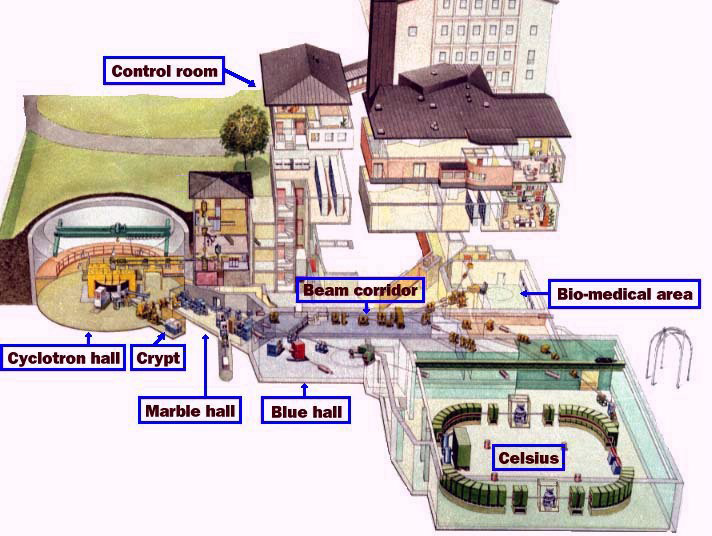 Control room
Beam corridor
Bio-medical area
Cyclotron hall
Crypt
Marble hall
Blue hall
Celsius